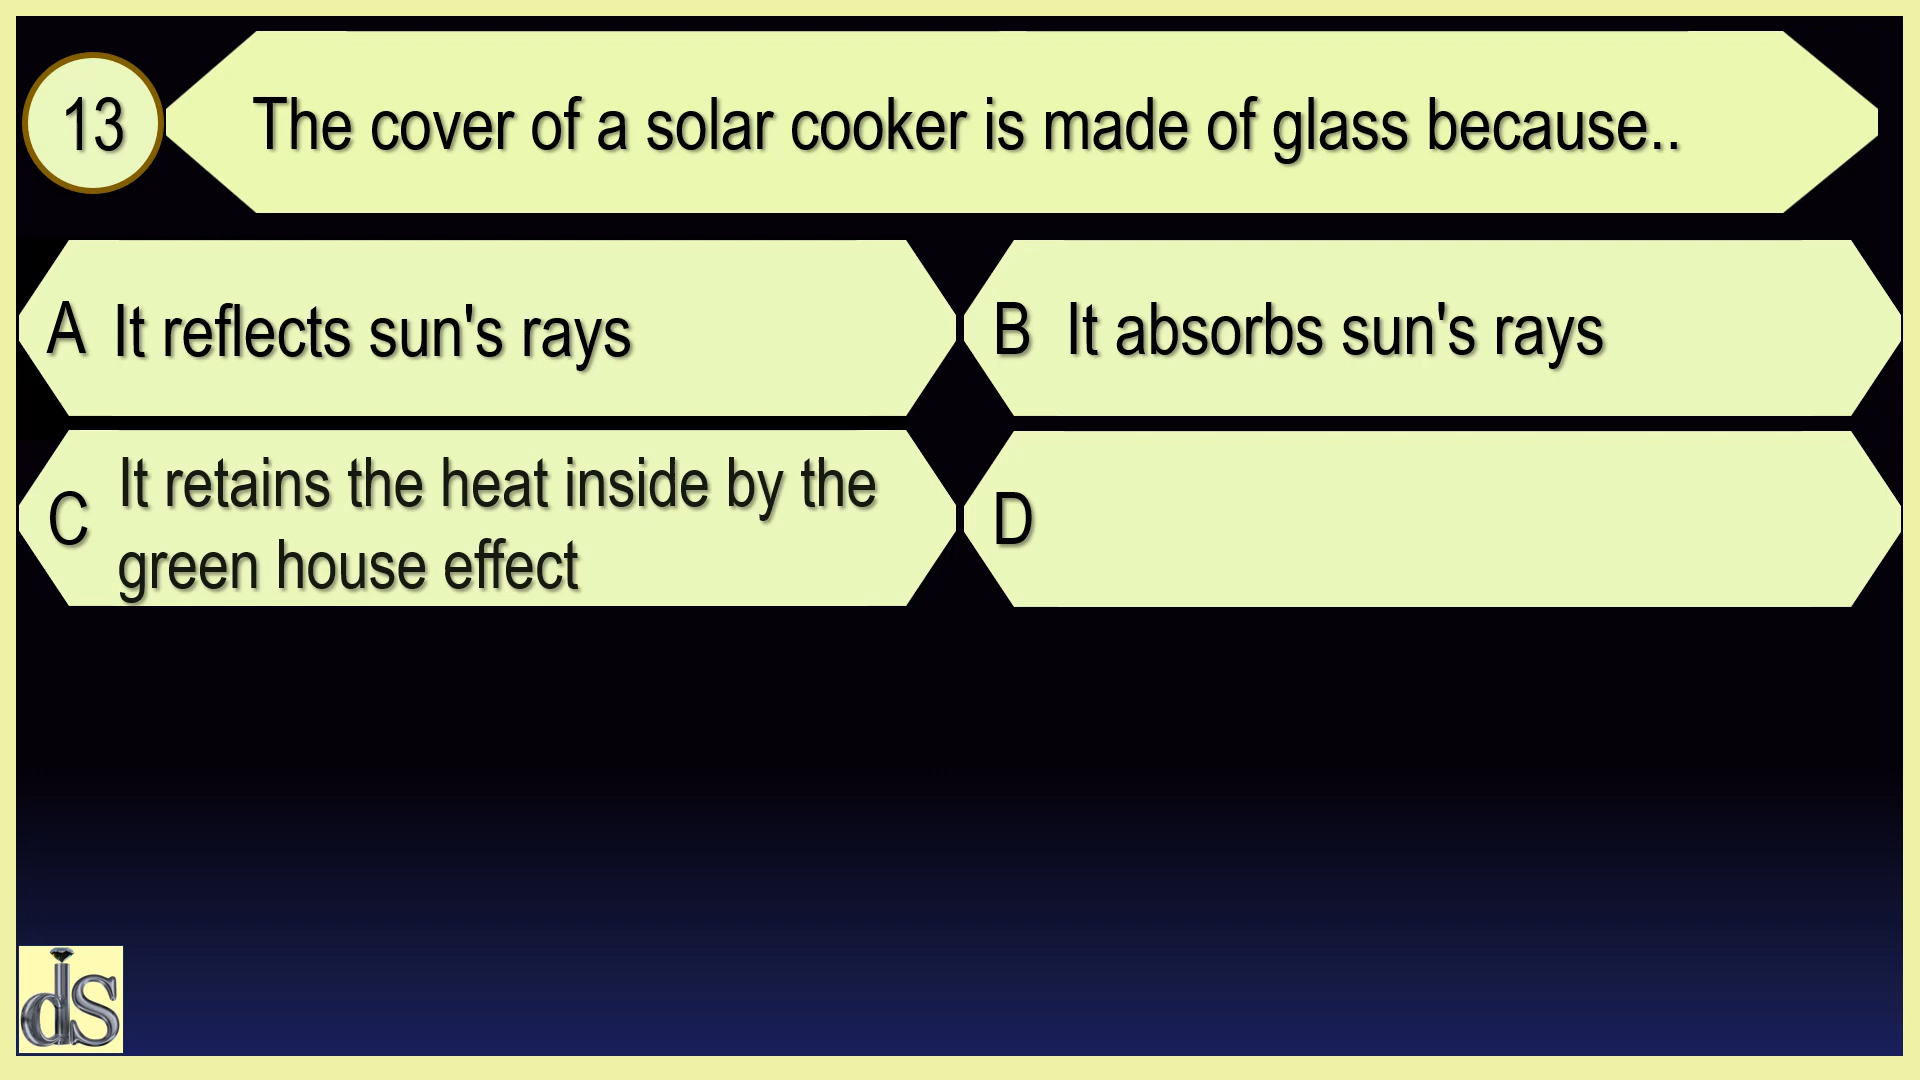 13
The cover of a solar cooker is made of glass because..
A It reflects sun's rays
B It absorbs sun's rays
C It retains the heat inside by the
green house effect
D
ds